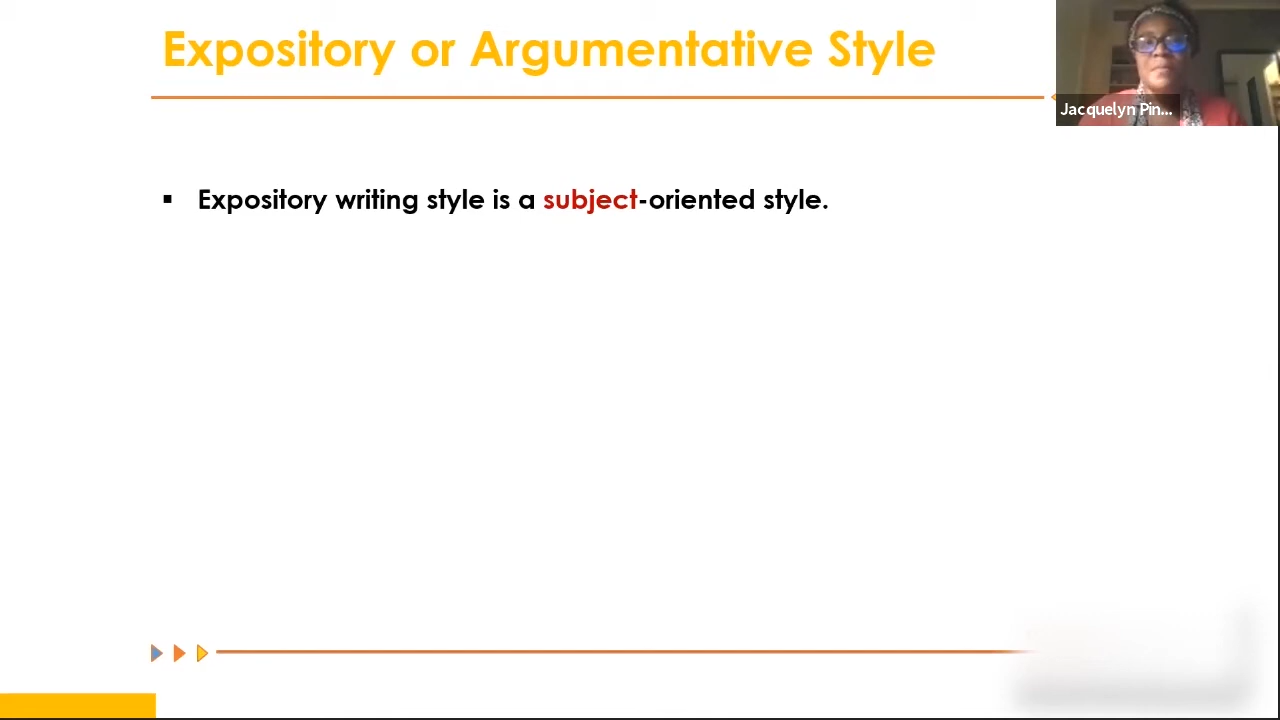 Expository or Argumentative Style
Jacquelyn Pin...
▪ Expository writing style is a subject-oriented style.